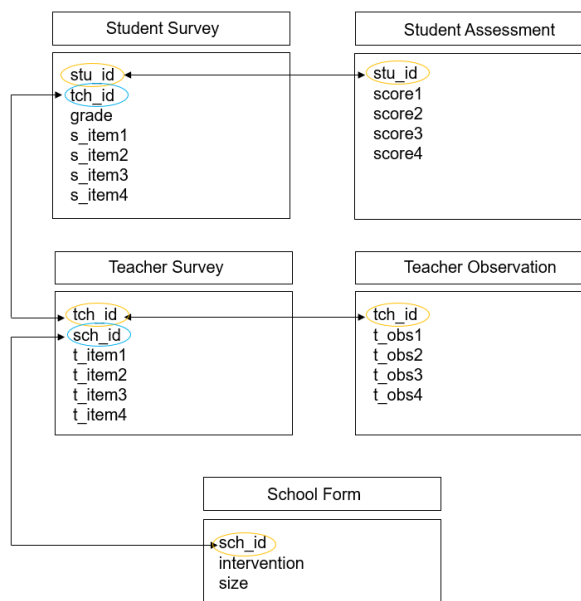 Student Survey
stu_id
tch_id
grade
s_item1
s_item2
s_item3
s_item4
Student Assessment
stu_id
score1
score2
score3
score4
Teacher Survey
tch_id
sch_id
t_item1
t_item2
t_item3
t_item4
Teacher Observation
tch_id
t_obs1
t_obs2
t_obs3
t_obs4
School Form
sch_id
intervention
size